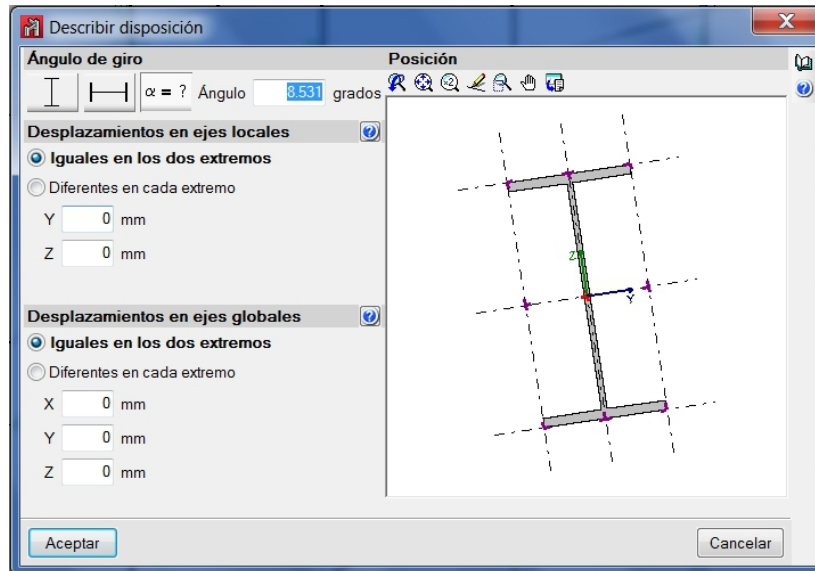 Describir disposición
Ángulo de giro
α = ? Ángulo 8.531 grados
Desplazamientos en ejes locales
Iguales en los dos extremos
Diferentes en cada extremo
Y 0 mm
Z 0 mm
Desplazamientos en ejes globales
Iguales en los dos extremos
Diferentes en cada extremo
X 0 mm
Y 0 mm
Z 0 mm
Posición
x2
Z
Y
Aceptar
Cancelar